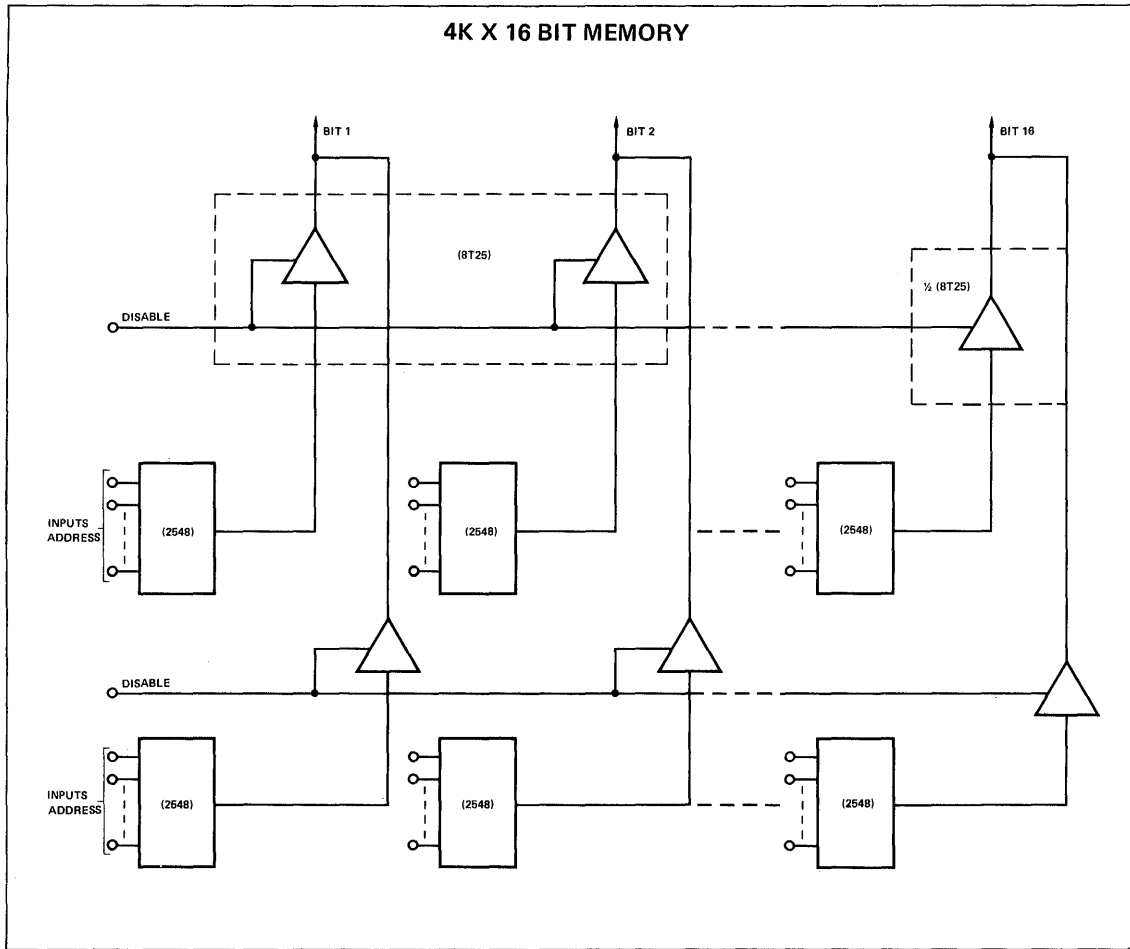 4K X 16 BIT MEMORY
BIT 1
BIT 2
BIT 16
(8T25)
½ (8T25)
DISABLE
INPUTS
ADDRESS
(2548)
(2548)
(2548)
DISABLE
INPUTS
ADDRESS
(2548)
(2548)
(2548)